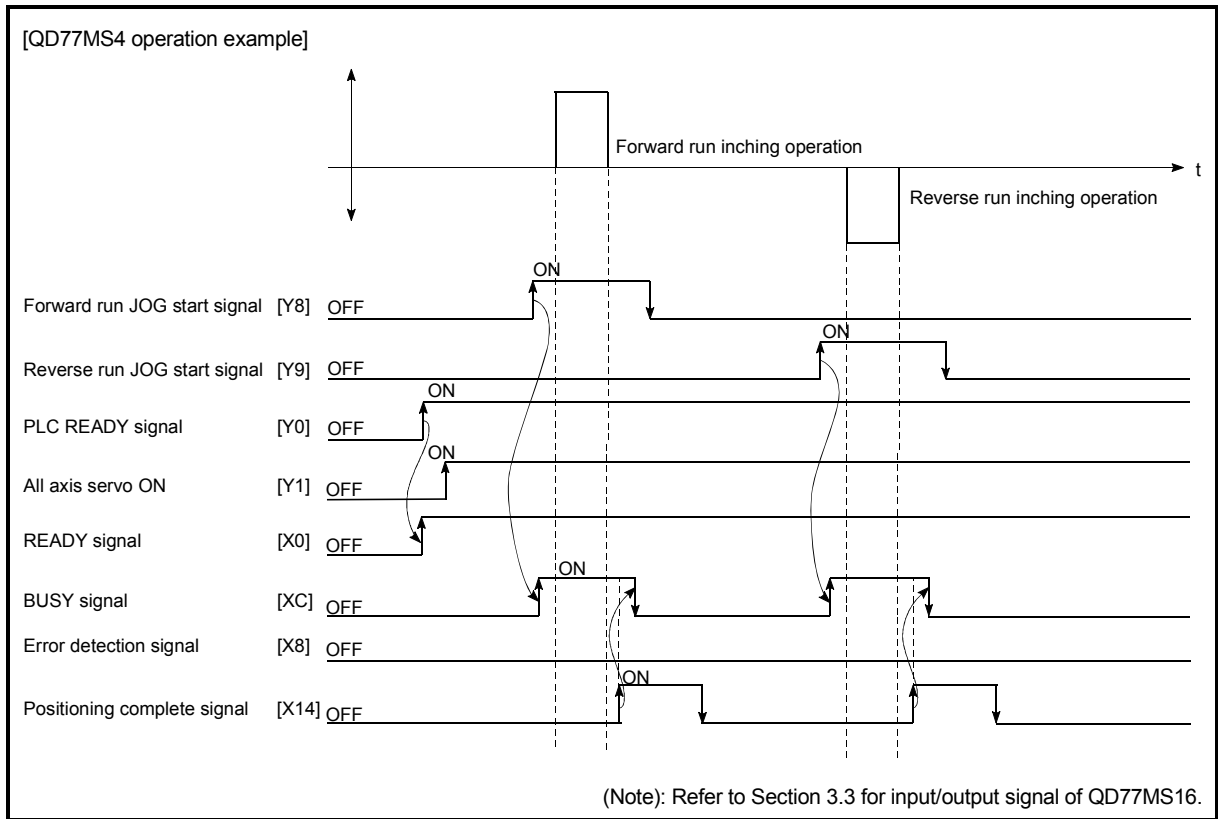 [QD77MS4 operation example]
Forward run inching operation
t
Reverse run inching operation
ON
Forward run JOG start signal [Y8] OFF
ON
Reverse run JOG start signal [Y9] OFF
ON
PLC READY signal [Y0] OFF
ON
All axis servo ON [Y1] OFF
READY signal [X0] OFF
ON
BUSY signal [XC] OFF
Error detection signal [X8] OFF
ON
Positioning complete signal [X14] OFF
(Note): Refer to Section 3.3 for input/output signal of QD77MS16.